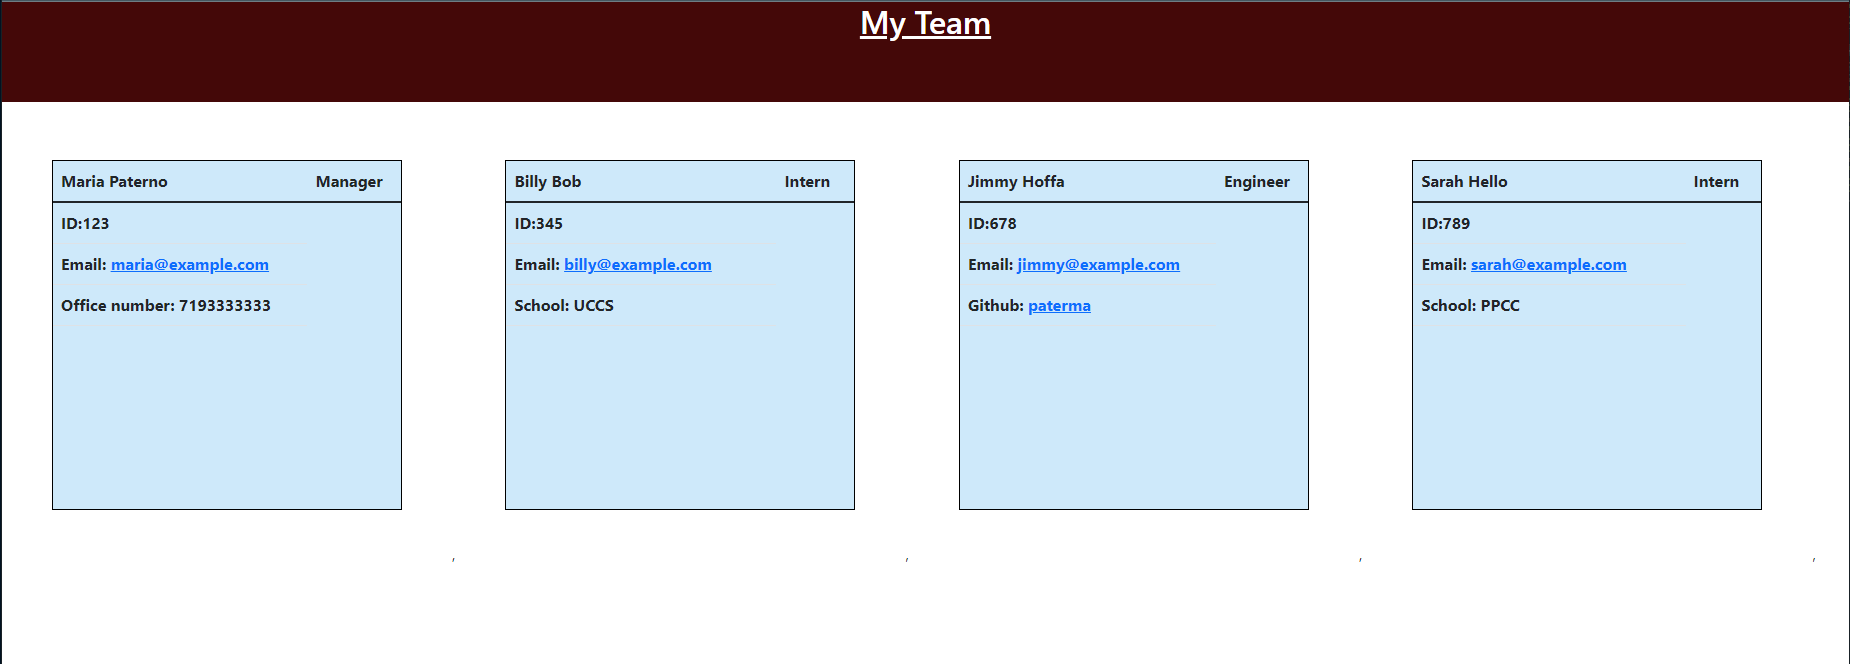 My Team
Maria Paterno Manager
ID:123
Email: maria@example.com
Office number: 7193333333
Billy Bob Intern
ID:345
Email: billy@example.com
School: UCCS
Jimmy Hoffa Engineer
ID:678
Email: jimmy@example.com
Github: paterma
Sarah Hello Intern
ID:789
Email: sarah@example.com
School: PPCC
, , , ,